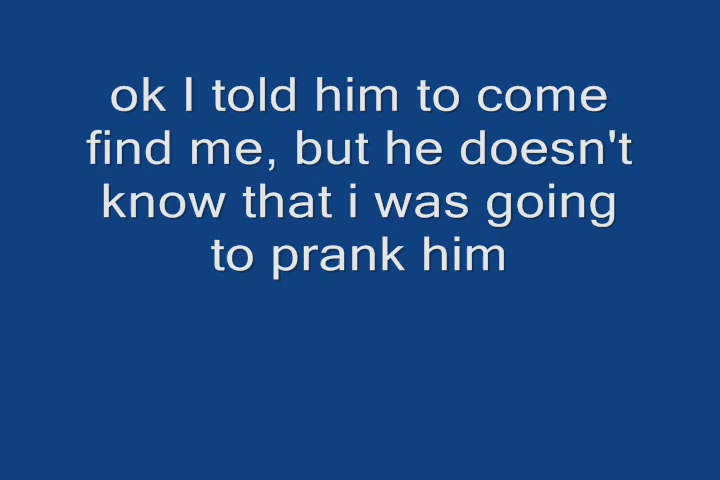 ok I told him to come
find me, but he doesn't
know that i was going
to prank him